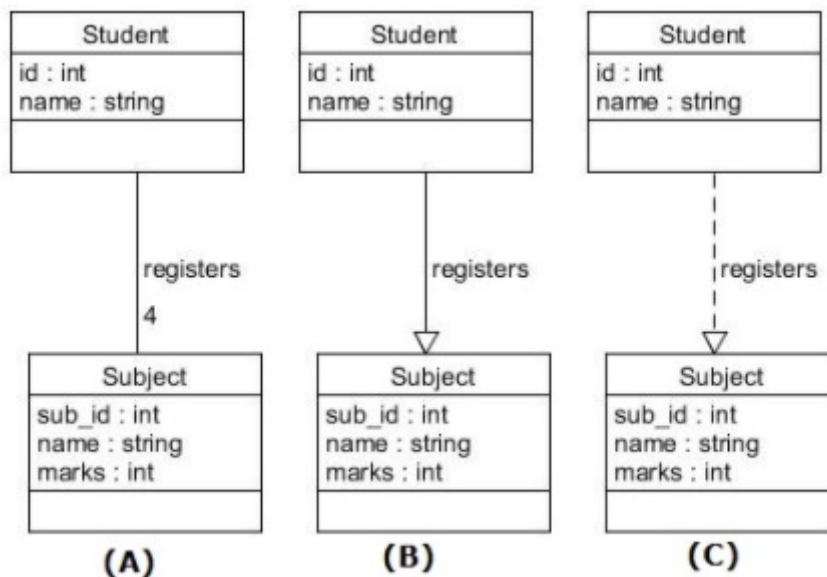 Student
id : int
name : string
registers
4
Subject
sub_id : int
name : string
marks : int
(A)
Student
id : int
name : string
registers
Subject
sub_id : int
name : string
marks : int
(B)
Student
id : int
name : string
registers
Subject
sub_id : int
name : string
marks : int
(C)